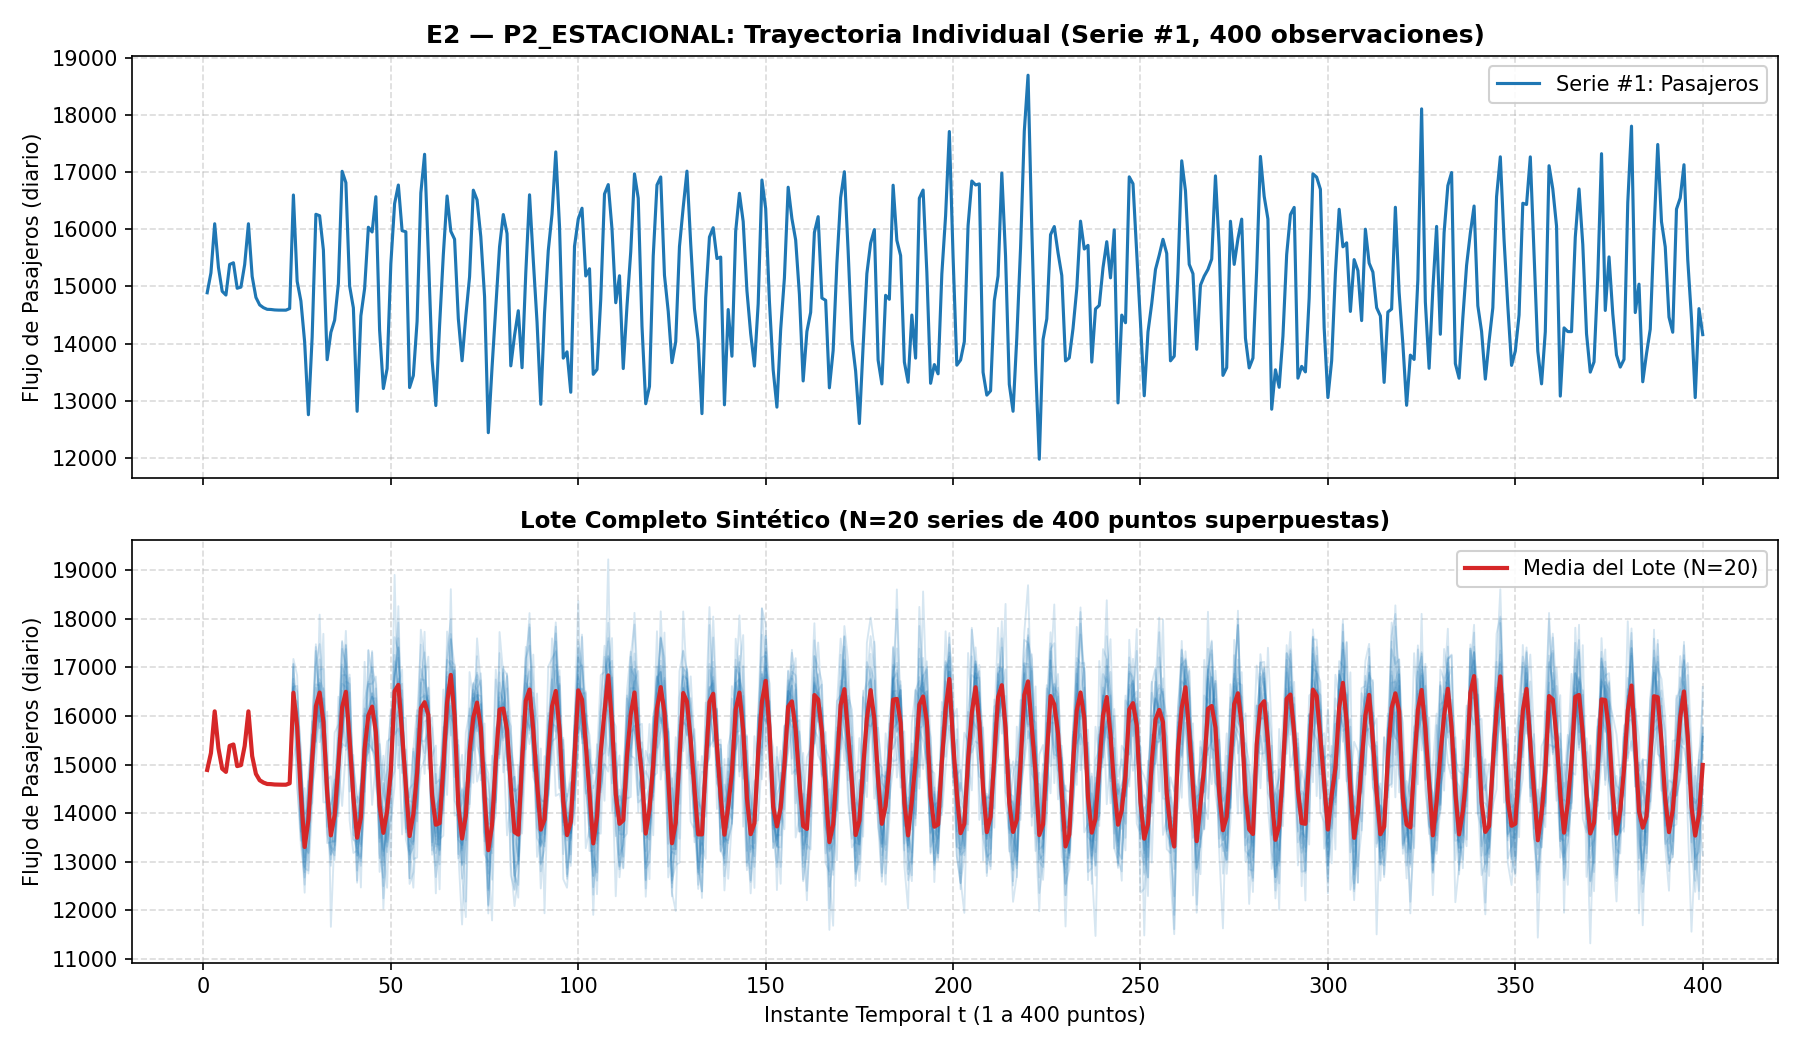 E2 — P2_ESTACIONAL: Trayectoria Individual (Serie #1, 400 observaciones)
Flujo de Pasajeros (diario)
19000
18000
17000
16000
15000
14000
13000
12000
Serie #1: Pasajeros
Lote Completo Sintético (N=20 series de 400 puntos superpuestas)
Flujo de Pasajeros (diario)
19000
18000
17000
16000
15000
14000
13000
12000
11000
Media del Lote (N=20)
0 50 100 150 200 250 300 350 400
Instante Temporal t (1 a 400 puntos)